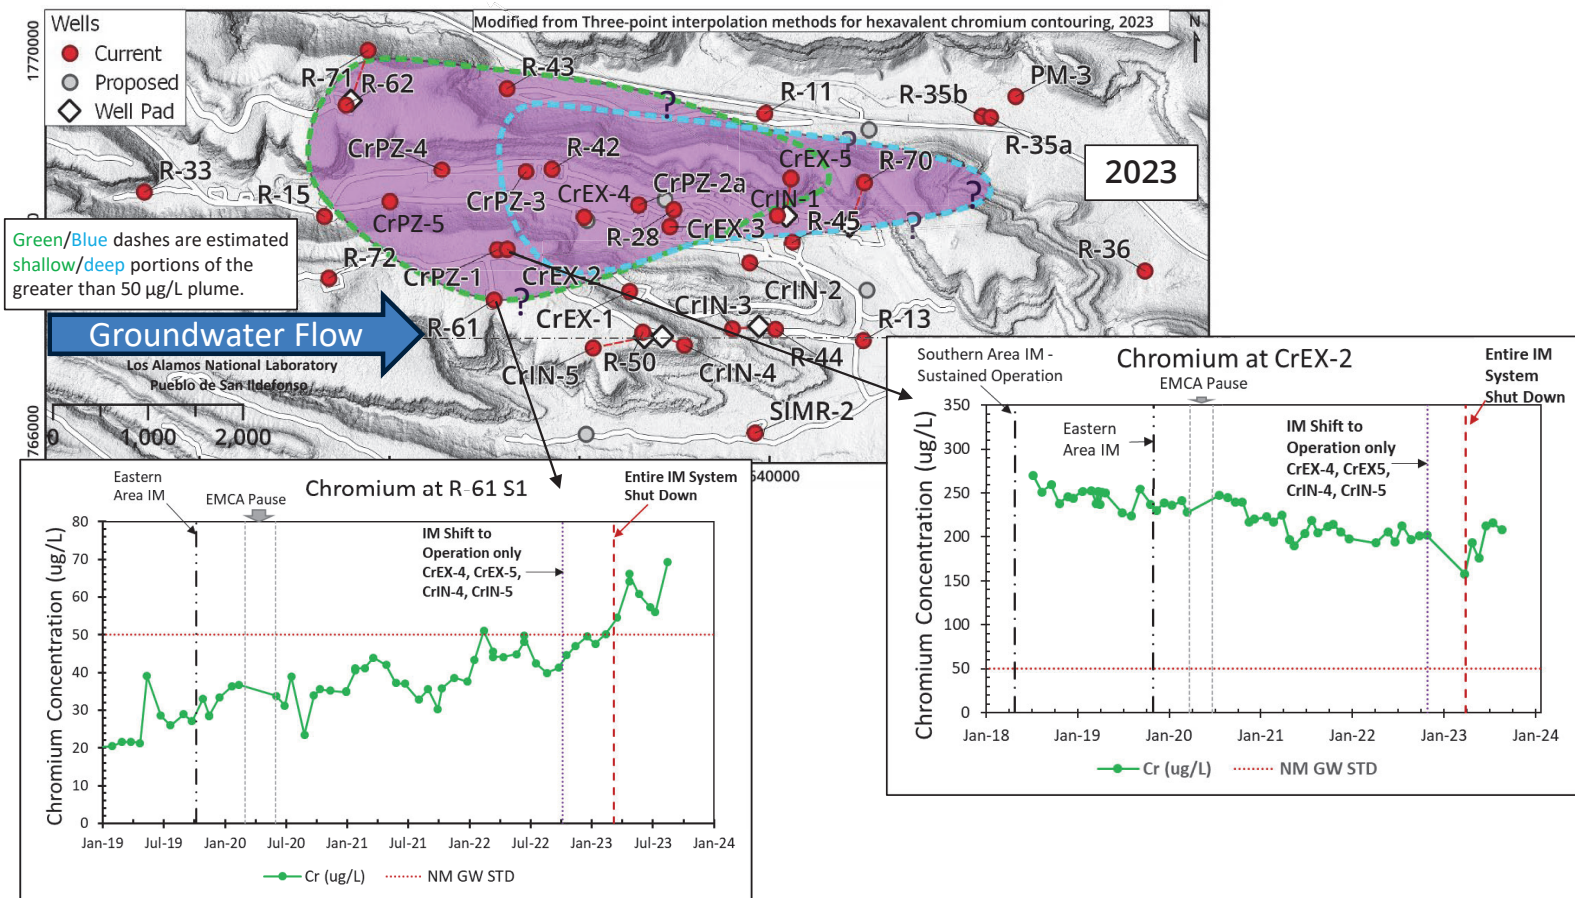 Modified from Three-point interpolation methods for hexavalent chromium contouring, 2023
N
Wells
Current
Proposed
Well Pad
1770000
R-71
R-62
R-43
R-11
R-35b
PM-3
R-35a
R-33
R-15
CrPZ-4
R-42
CrPZ-3
CrPZ-5
CrEX-4
CrPZ-2a
CrEX-5
R-70
CrIN-1
R-45
R-28
CrEX-3
2023
?
?
?
?
?
Green/Blue dashes are estimated
shallow/deep portions of the
greater than 50 µg/L plume.
R-72
CrPZ-1
CrEX-2
CrIN-2
R-36
R-61
CrEX-1
CrIN-3
R-13
R-50
R-44
CrIN-5
CrIN-4
SIMR-2
Groundwater Flow
Los Alamos National Laboratory
Pueblo de San Ildefonso
0
1,000
2,000
766000
540000
Chromium at R-61 S1
Eastern
Area IM
EMCA Pause
Entire IM System
Shut Down
IM Shift to
Operation only
CrEX-4, CrEX-5,
CrIN-4, CrIN-5
Chromium Concentration (ug/L)
80
70
60
50
40
30
20
10
0
Jan-19
Jul-19
Jan-20
Jul-20
Jan-21
Jul-21
Jan-22
Jul-22
Jan-23
Jul-23
Jan-24
Cr (ug/L)
NM GW STD
Chromium at CrEX-2
Southern Area IM -
Sustained Operation
EMCA Pause
Entire IM
System
Shut Down
Eastern
Area IM
IM Shift to
Operation only
CrEX-4, CrEX5,
CrIN-4, CrIN-5
Chromium Concentration (ug/L)
350
300
250
200
150
100
50
0
Jan-18
Jan-19
Jan-20
Jan-21
Jan-22
Jan-23
Jan-24
Cr (ug/L)
NM GW STD